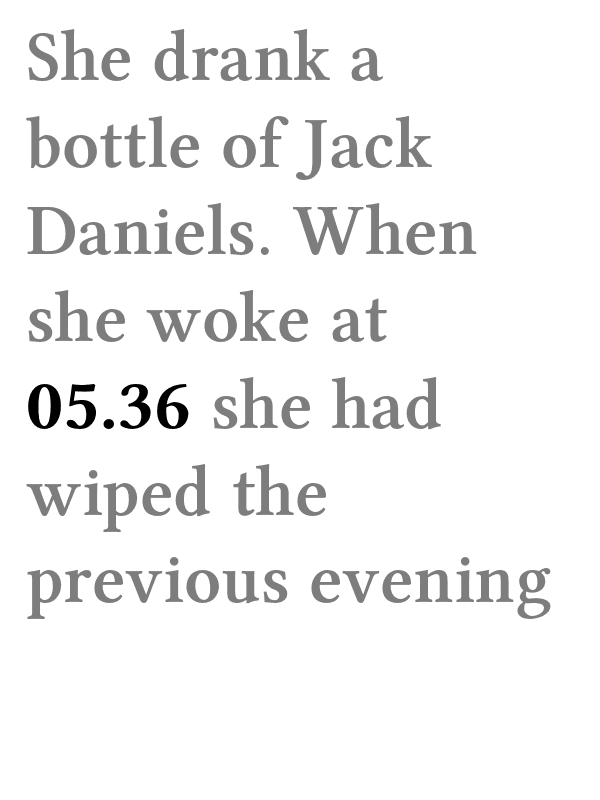 She drank a
bottle of Jack
Daniels. When
she woke at
05.36 she had
wiped the
previous evening